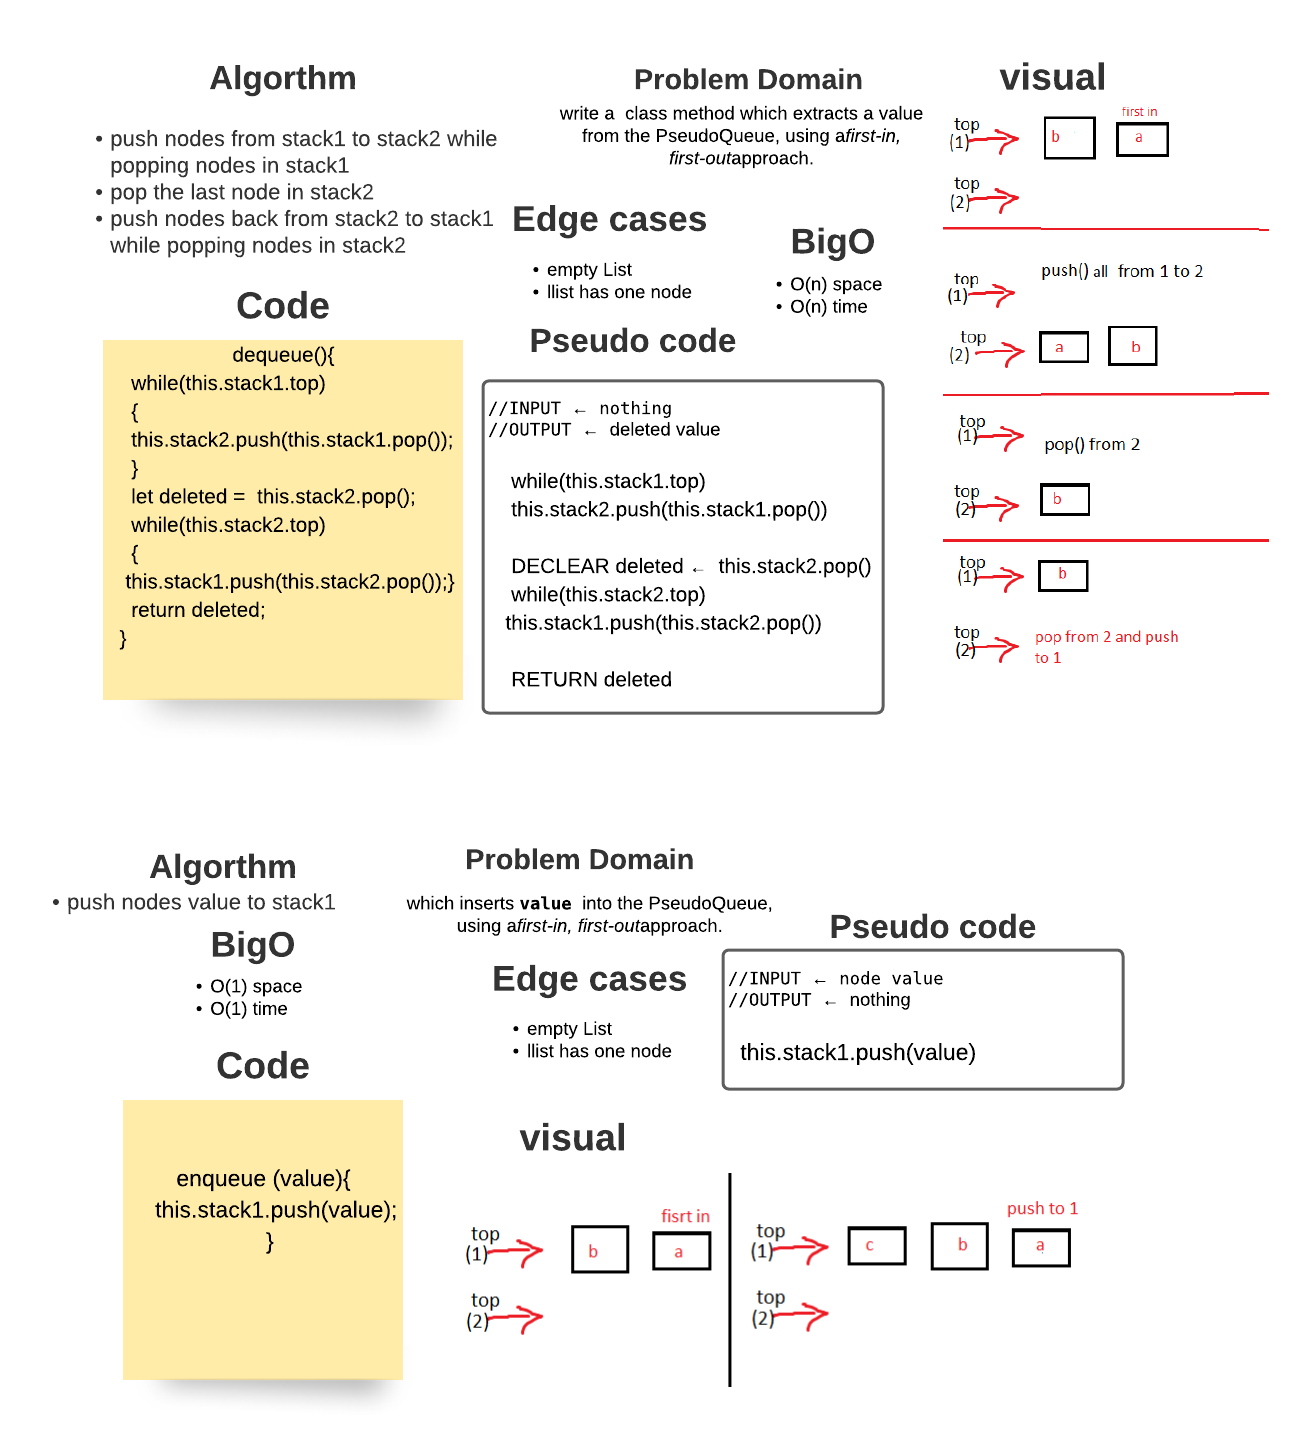 Algorthm
• push nodes from stack1 to stack2 while
popping nodes in stack1
• pop the last node in stack2
• push nodes back from stack2 to stack1
while popping nodes in stack2
Code
dequeue(){
while(this.stack1.top)
{
this.stack2.push(this.stack1.pop());
}
let deleted =  this.stack2.pop();
while(this.stack2.top)
{
this.stack1.push(this.stack2.pop());}
return deleted;
}
Problem Domain
write a  class method which extracts a value
from the PseudoQueue, using afirst-in,
first-outapproach.
Edge cases
• empty List
• llist has one node
BigO
• O(n) space
• O(n) time
Pseudo code
//INPUT ← nothing
//OUTPUT ← deleted value
while(this.stack1.top)
this.stack2.push(this.stack1.pop())
DECLEAR deleted ← this.stack2.pop()
while(this.stack2.top)
this.stack1.push(this.stack2.pop())
RETURN deleted
visual
first in
top
(1)
b
a
top
(2)
push() all  from 1 to 2
top
(1)
top
(2)
a
b
top
(1)
pop() from 2
top
(2)
b
top
(1)
b
top
(2)
pop from 2 and push
to 1
Algorthm
• push nodes value to stack1
BigO
• O(1) space
• O(1) time
Code
enqueue (value){
this.stack1.push(value);
}
Problem Domain
which inserts value  into the PseudoQueue,
using afirst-in, first-outapproach.
Edge cases
• empty List
• llist has one node
Pseudo code
//INPUT ← node value
//OUTPUT ← nothing
this.stack1.push(value)
visual
fisrt in
top
(1)
b
a
top
(2)
push to 1
top
(1)
c
b
a
top
(2)